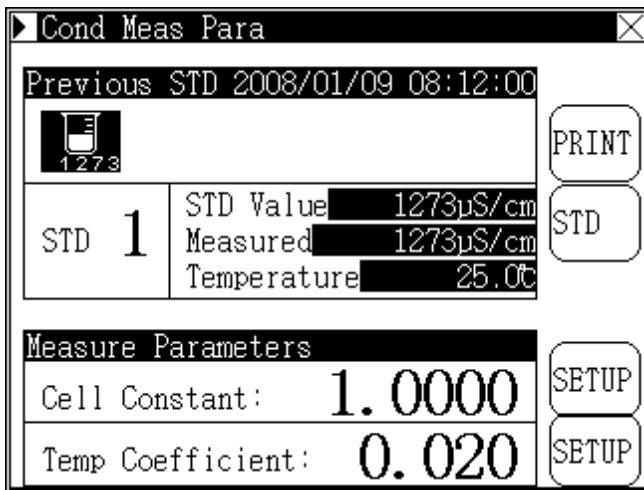 Cond Meas Para
Previous STD 2008/01/09 08:12:00
1273
PRINT
STD 1
STD Value 1273µS/cm
Measured 1273µS/cm
Temperature 25.0℃
STD
Measure Parameters
Cell Constant: 1.0000
SETUP
Temp Coefficient: 0.020
SETUP